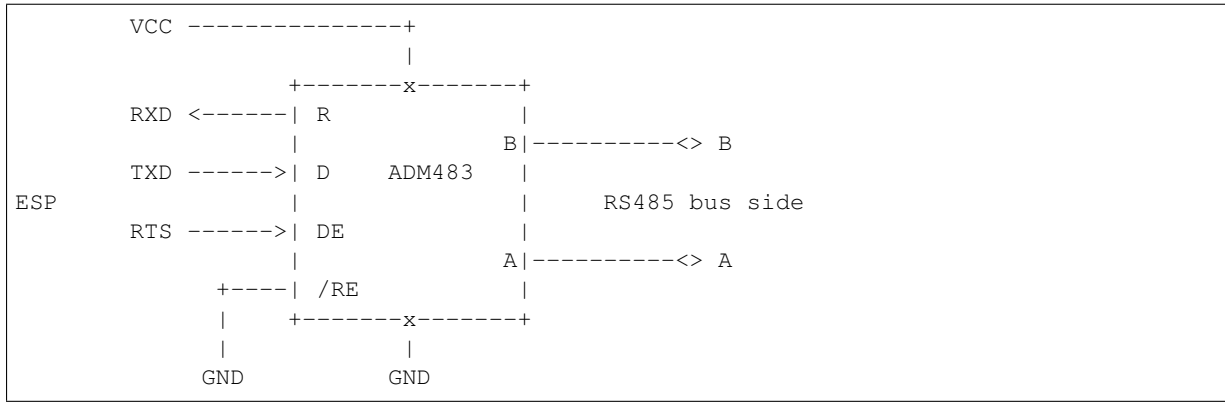 VCC ---------------+
|
+-------x-------+
RXD <------| R |
| B|----------<> B
TXD ------>| D ADM483 |
ESP | | RS485 bus side
RTS ------>| DE |
| A|----------<> A
+----| /RE |
| +-------x-------+
| |
GND GND